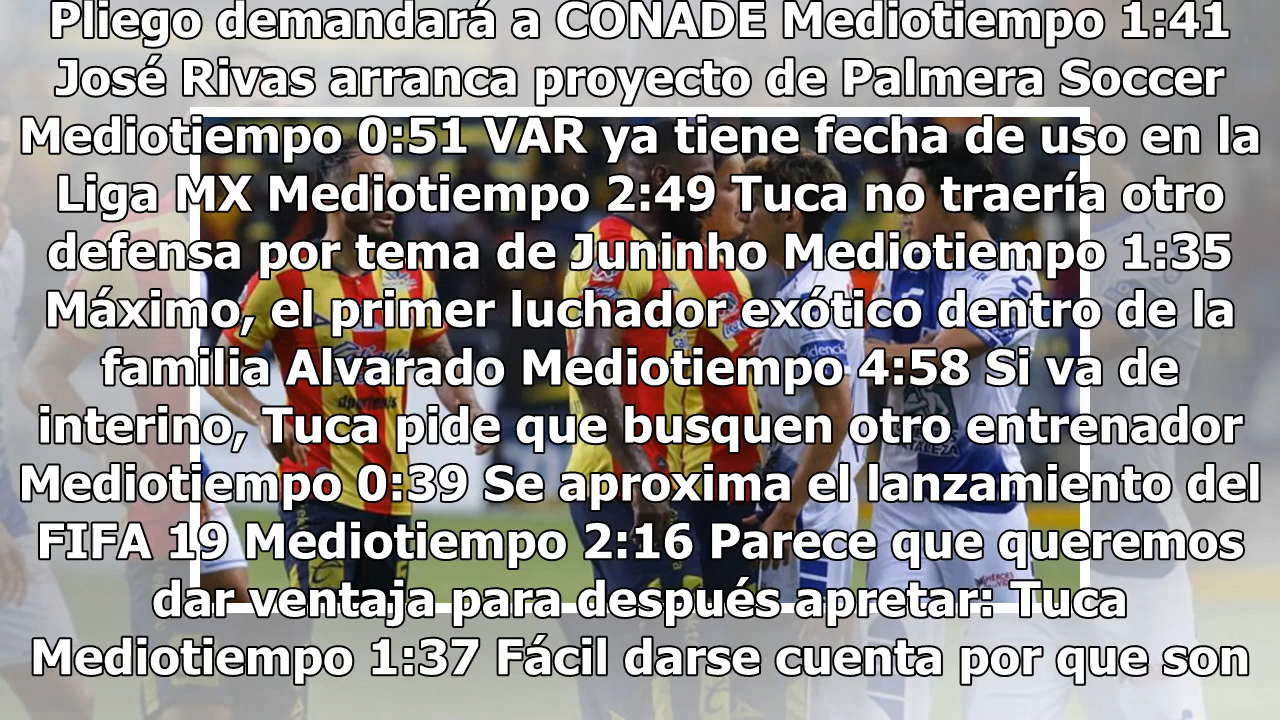 Pliego demandará a CONADE Mediotiempo 1:41
José Rivas arranca proyecto de Palmera Soccer
Mediotiempo 0:51 VAR ya tiene fecha de uso en la
Liga MX Mediotiempo 2:49 Tuca no traería otro
defensa por tema de Juninho Mediotiempo 1:35
Máximo, el primer luchador exótico dentro de la
familia Alvarado Mediotiempo 4:58 Si va de
interino, Tuca pide que busquen otro entrenador
Mediotiempo 0:39 Se aproxima el lanzamiento del
FIFA 19 Mediotiempo 2:16 Parece que queremos
dar ventaja para después apretar: Tuca
Mediotiempo 1:37 Fácil darse cuenta por que son